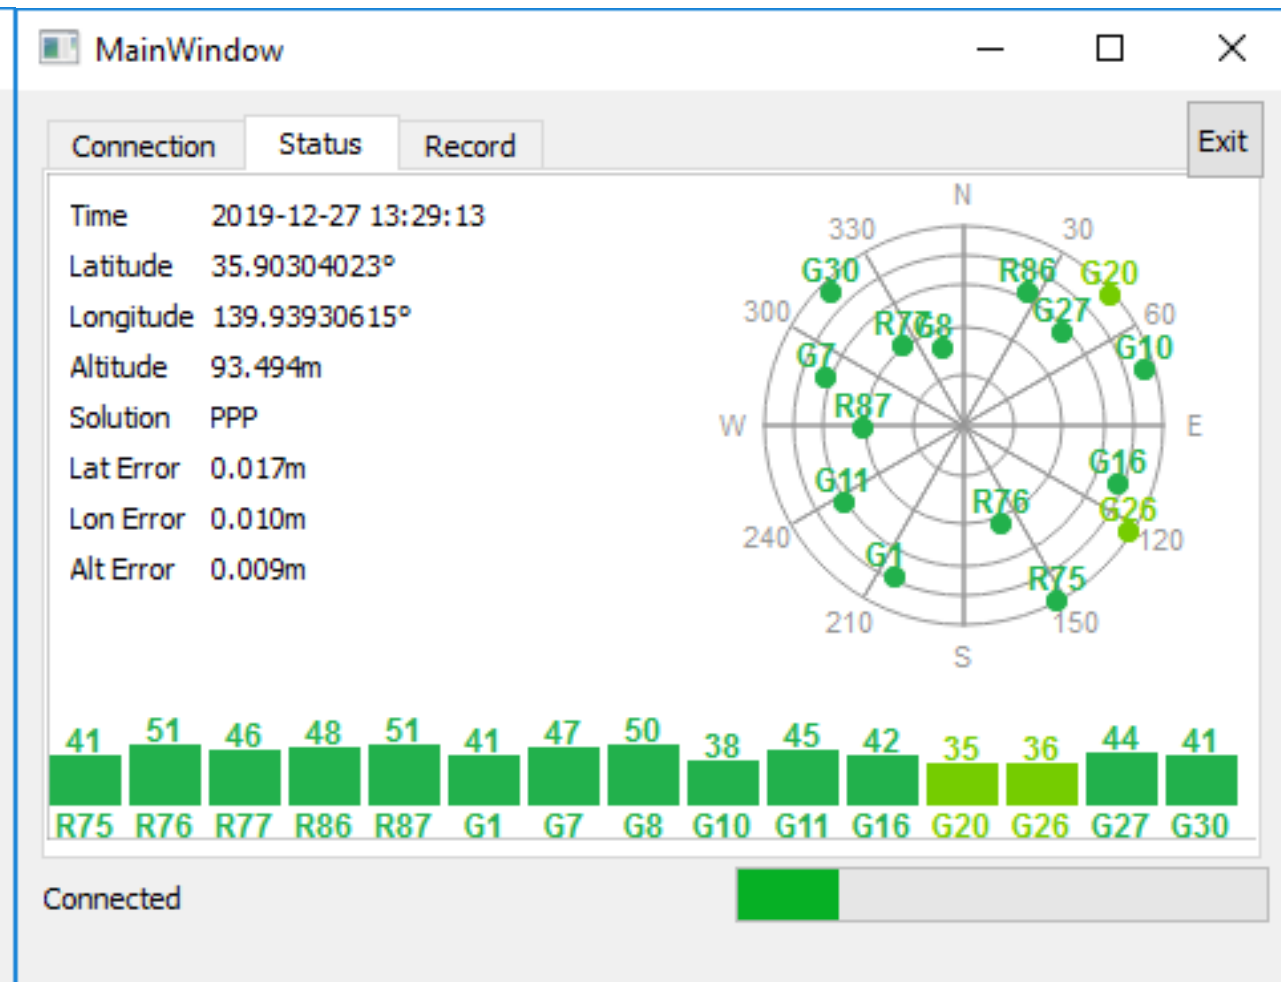 MainWindow
Connection Status Record Exit
Time 2019-12-27 13:29:13
Latitude 35.90304023°
Longitude 139.93930615°
Altitude 93.494m
Solution PPP
Lat Error 0.017m
Lon Error 0.010m
Alt Error 0.009m
N
330 30
G30 R86 G20
300 R77 G8 G27 60
G7 G10
R87
W E
G11 G16
R76 G26
240 120
G1 R75
210 150
S
41 51 46 48 51 41 47 50 38 45 42 35 36 44 41
R75 R76 R77 R86 R87 G1 G7 G8 G10 G11 G16 G20 G26 G27 G30
Connected